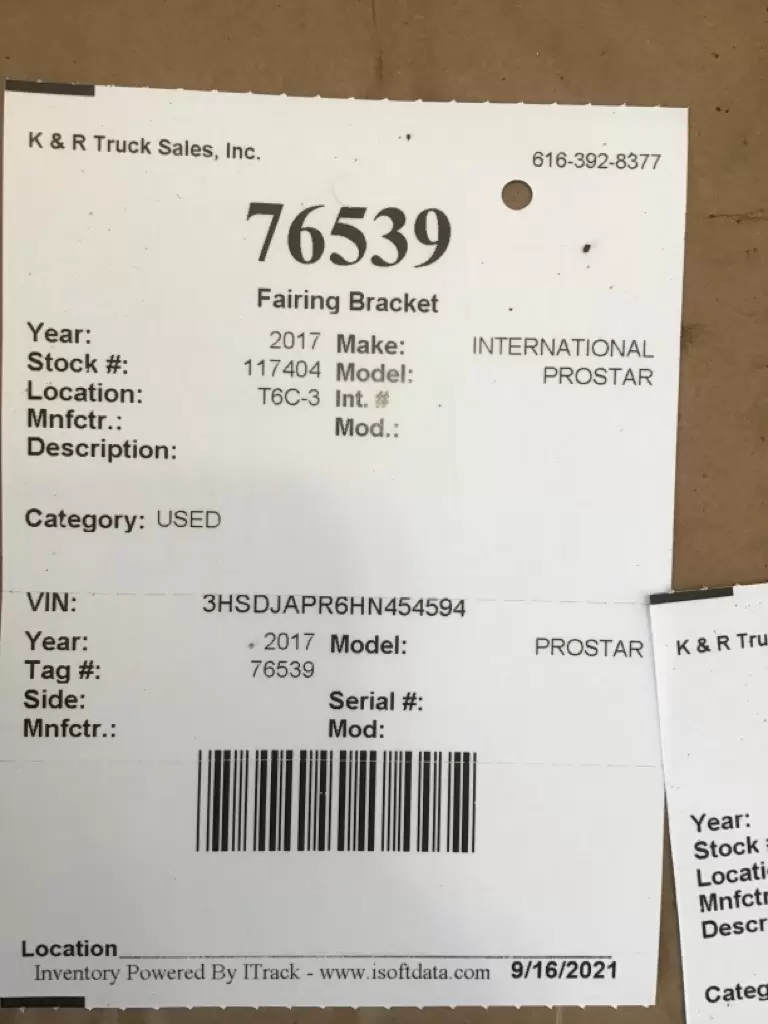 K & R Truck Sales, Inc. 616-392-8377
76539
Fairing Bracket
Year: 2017 Make: INTERNATIONAL
Stock #: 117404 Model: PROSTAR
Location: T6C-3 Int. #
Mnfctr.: Mod.:
Description:
Category: USED
VIN: 3HSDJAPR6HN454594
Year: 2017 Model: PROSTAR
Tag #: 76539
Side: Serial #:
Mnfctr.: Mod:
Location
Inventory Powered By ITrack - www.isoftdata.com 9/16/2021
K & R Tru
Year:
Stock
Locati
Mnfct
Descr
Categ